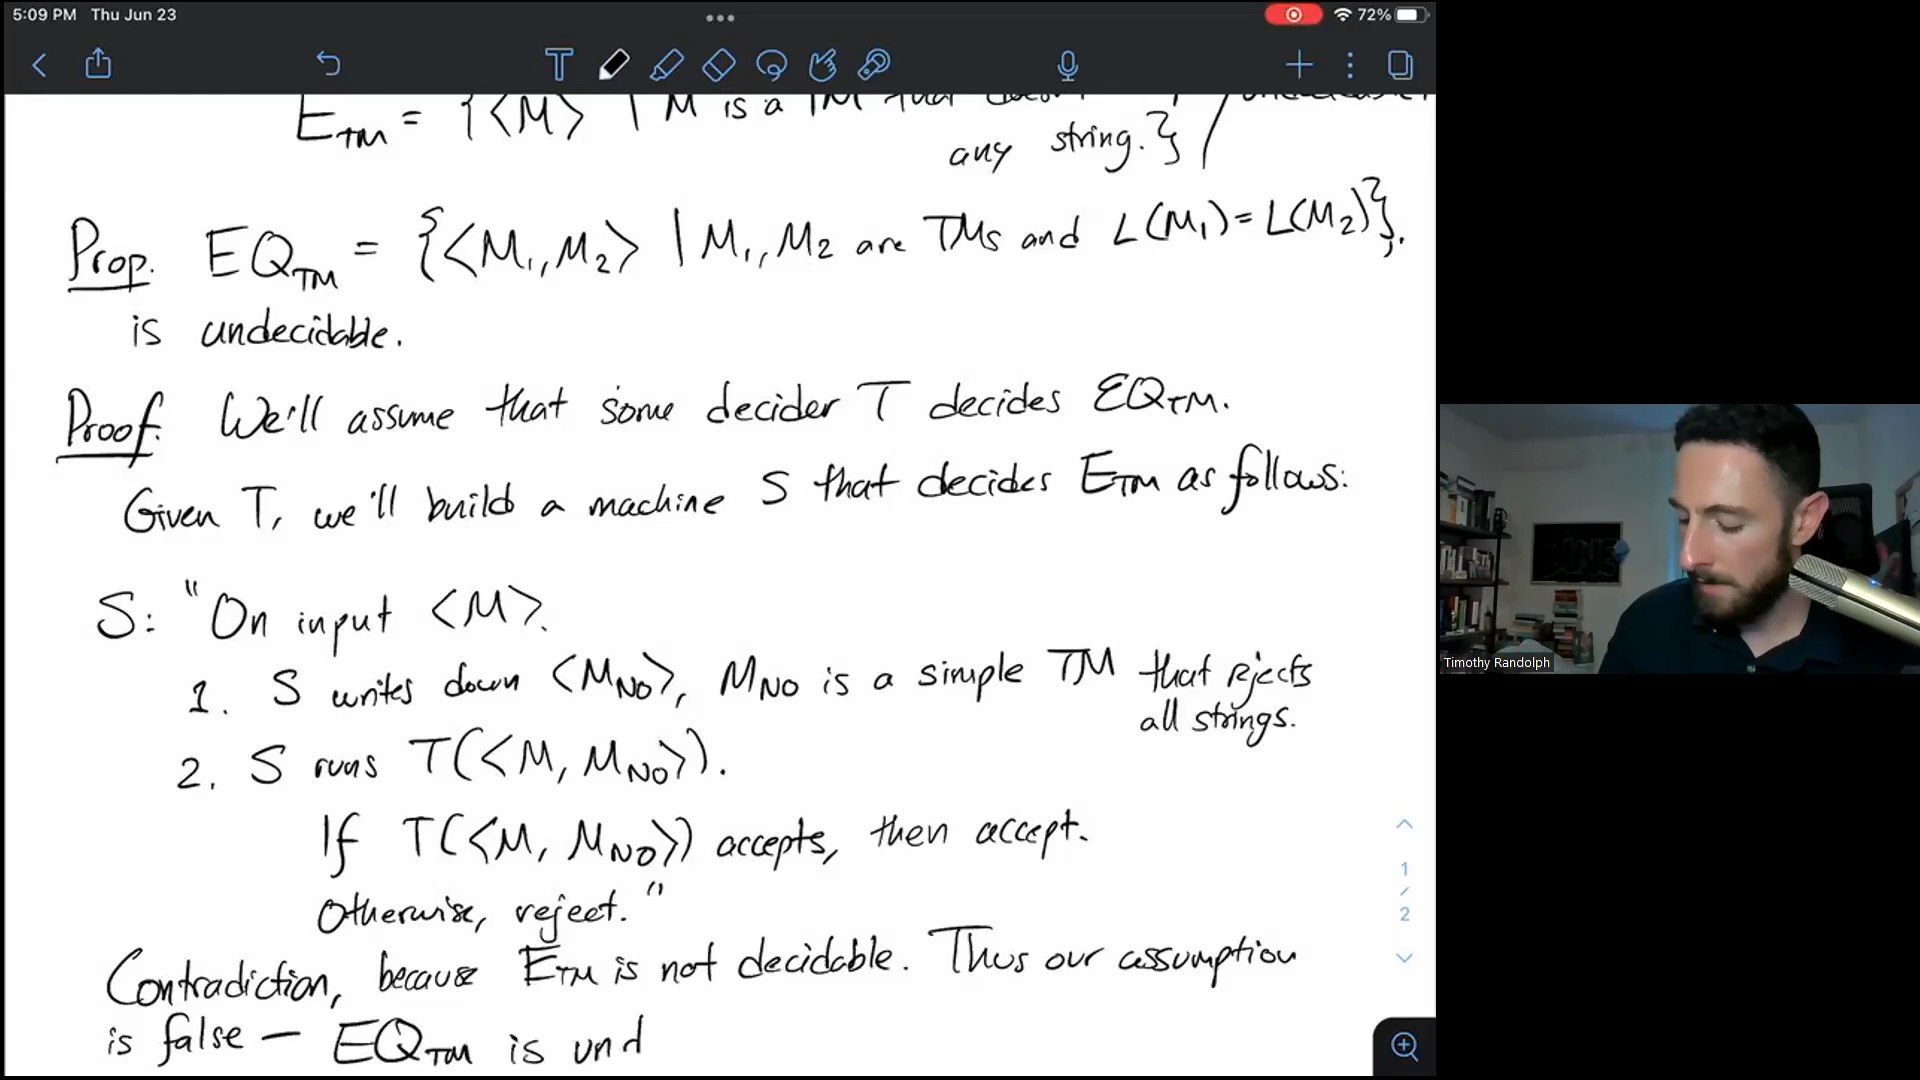 5:09 PM Thu Jun 23
72%
E_TM = {<M> | M is a TM that doesn't
any string.}
Prop. EQ_TM = {<M₁, M₂> | M₁, M₂ are TMs and L(M₁) = L(M₂)}.
is undecidable.
Proof: We'll assume that some decider T decides EQ_TM.
Given T, we'll build a machine S that decides E_TM as follows:
S: "On input <M>.
1. S writes down <M_NO>, M_NO is a simple TM that rejects
all strings.
2. S runs T(<M, M_NO>).
If T(<M, M_NO>) accepts, then accept.
Otherwise, reject."
Contradiction, because E_TM is not decidable. Thus our assumption
is false — EQ_TM is und
1
/
2
Timothy Randolph